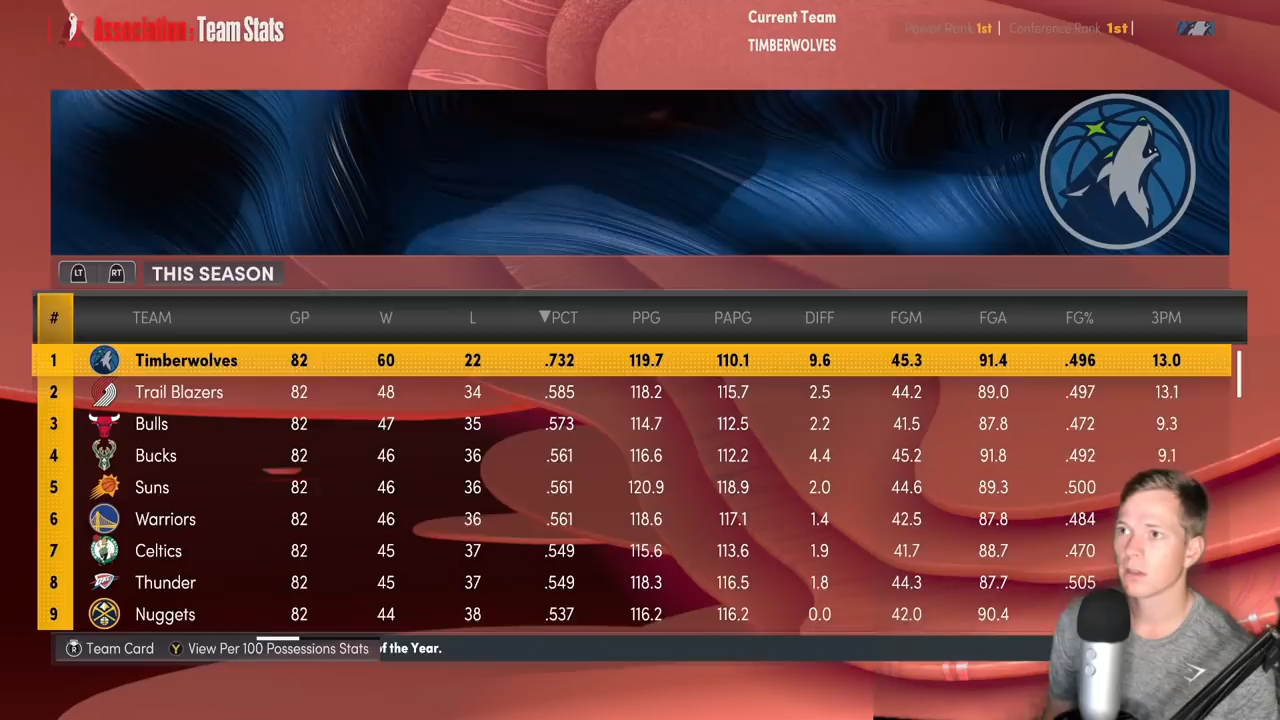 Association: Team Stats
Current Team
TIMBERWOLVES
Power Rank 1st | Conference Rank 1st |
LT RT THIS SEASON
# TEAM GP W L ▼PCT PPG PAPG DIFF FGM FGA FG% 3PM
1 Timberwolves 82 60 22 .732 119.7 110.1 9.6 45.3 91.4 .496 13.0
2 Trail Blazers 82 48 34 .585 118.2 115.7 2.5 44.2 89.0 .497 13.1
3 Bulls 82 47 35 .573 114.7 112.5 2.2 41.5 87.8 .472 9.3
4 Bucks 82 46 36 .561 116.6 112.2 4.4 45.2 91.8 .492 9.1
5 Suns 82 46 36 .561 120.9 118.9 2.0 44.6 89.3 .500
6 Warriors 82 46 36 .561 118.6 117.1 1.4 42.5 87.8 .484
7 Celtics 82 45 37 .549 115.6 113.6 1.9 41.7 88.7 .470
8 Thunder 82 45 37 .549 118.3 116.5 1.8 44.3 87.7 .505
9 Nuggets 82 44 38 .537 116.2 116.2 0.0 42.0 90.4
R Team Card Y View Per 100 Possessions Stats of the Year.